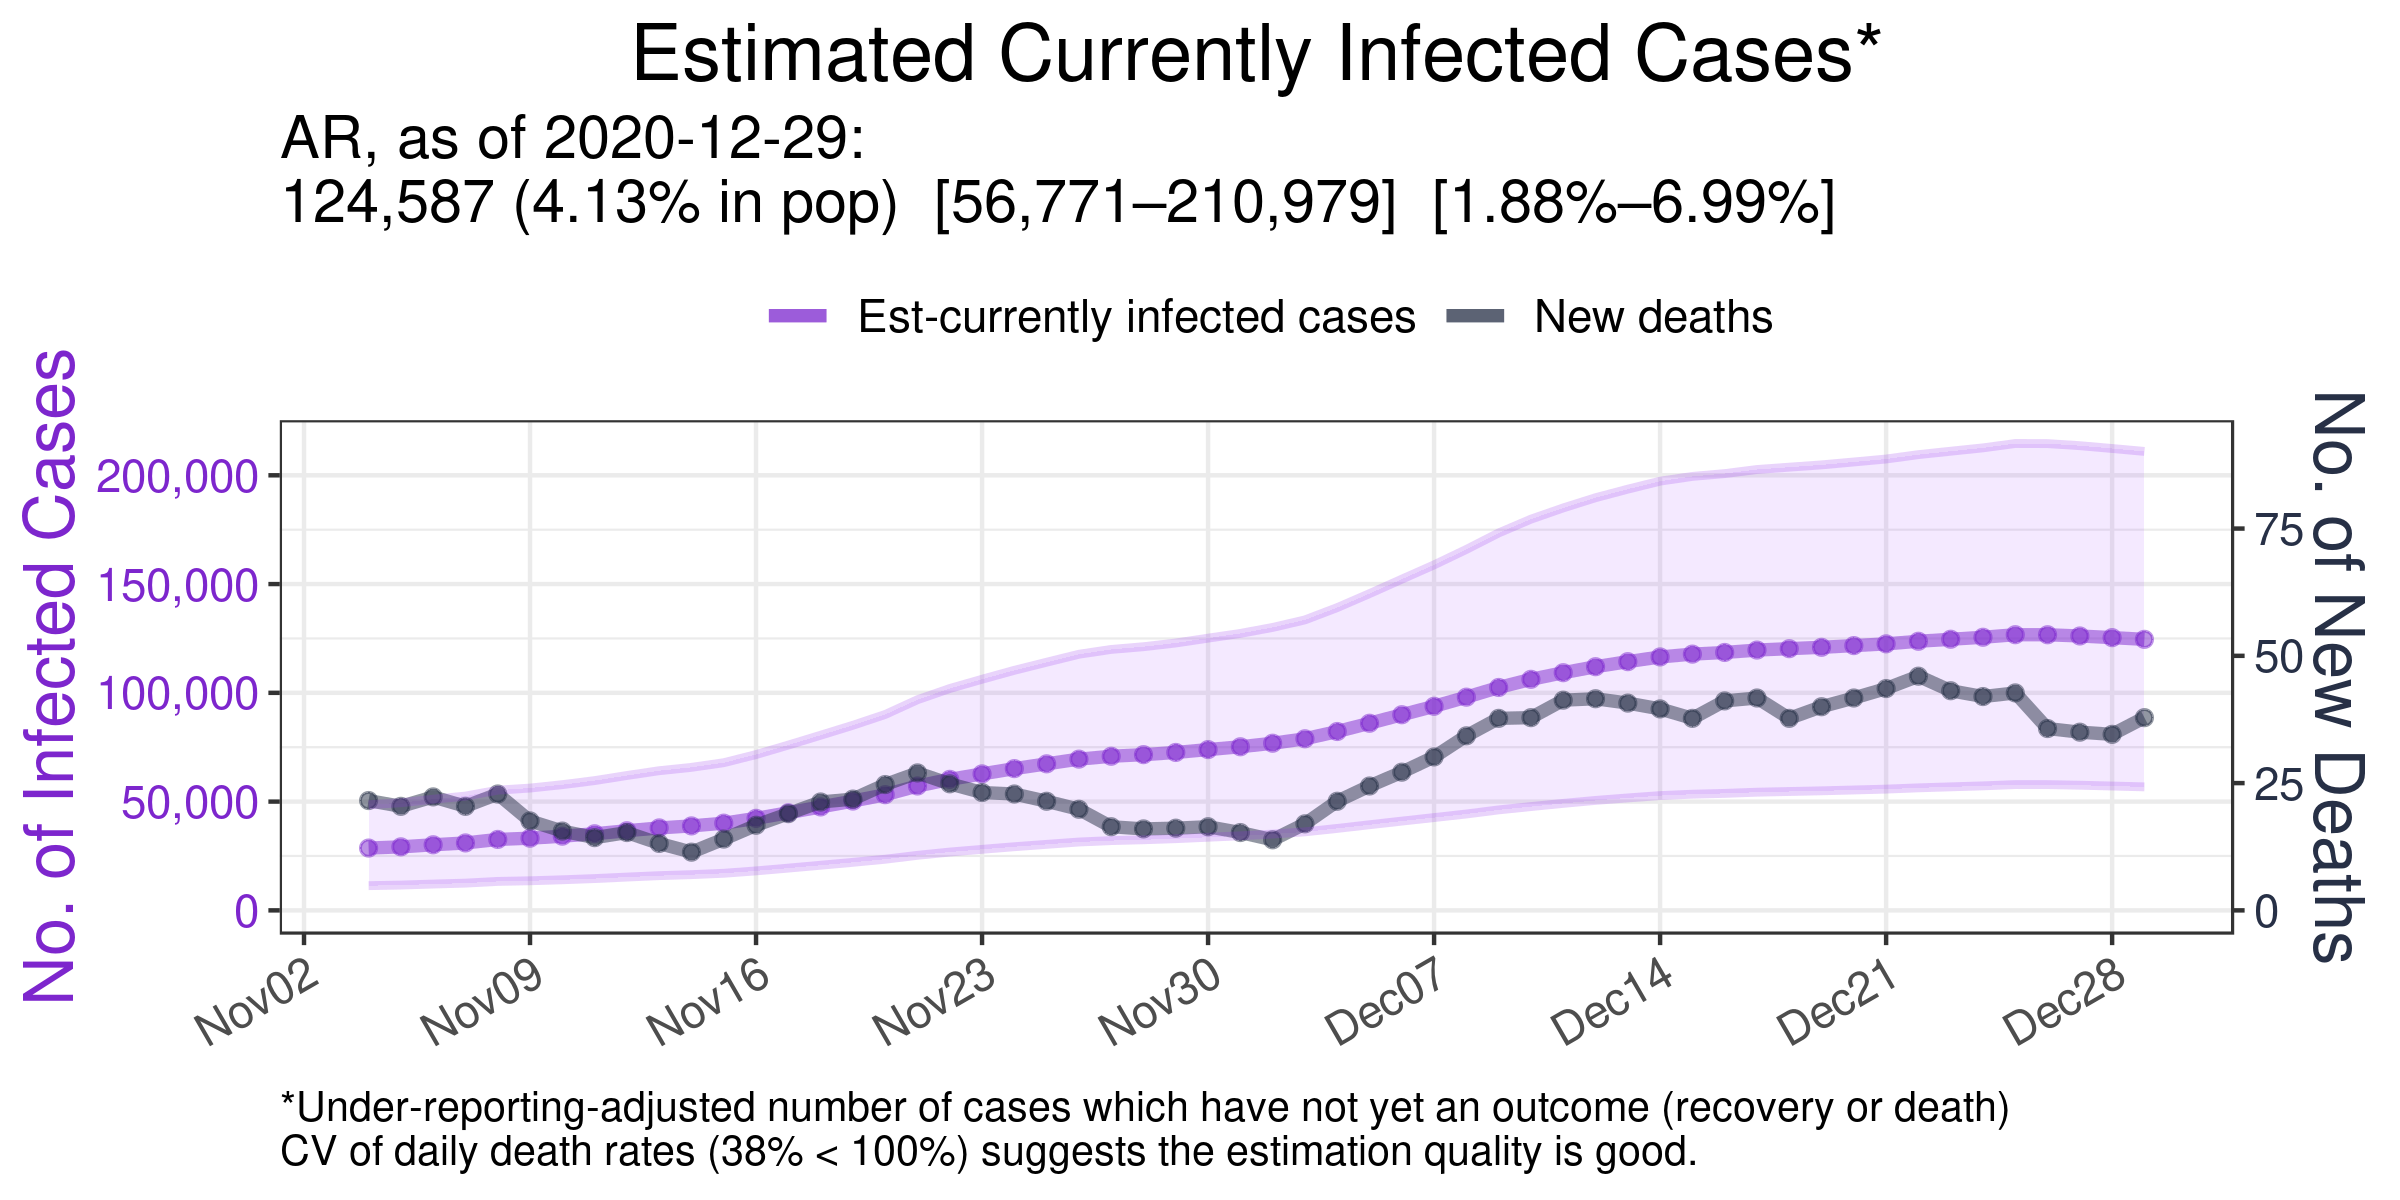 Estimated Currently Infected Cases*
AR, as of 2020-12-29:
124,587 (4.13% in pop)  [56,771–210,979]  [1.88%–6.99%]
Est-currently infected cases
New deaths
No. of Infected Cases
200,000
150,000
100,000
50,000
0
75
50
25
0
No. of New Deaths
Nov02
Nov09
Nov16
Nov23
Nov30
Dec07
Dec14
Dec21
Dec28
*Under-reporting-adjusted number of cases which have not yet an outcome (recovery or death)
CV of daily death rates (38% < 100%) suggests the estimation quality is good.